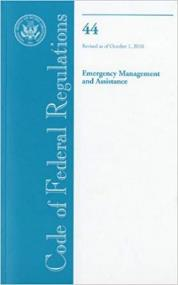 Code of Federal Regulations
44
Revised as of October 1, 2010
Emergency Management
and Assistance